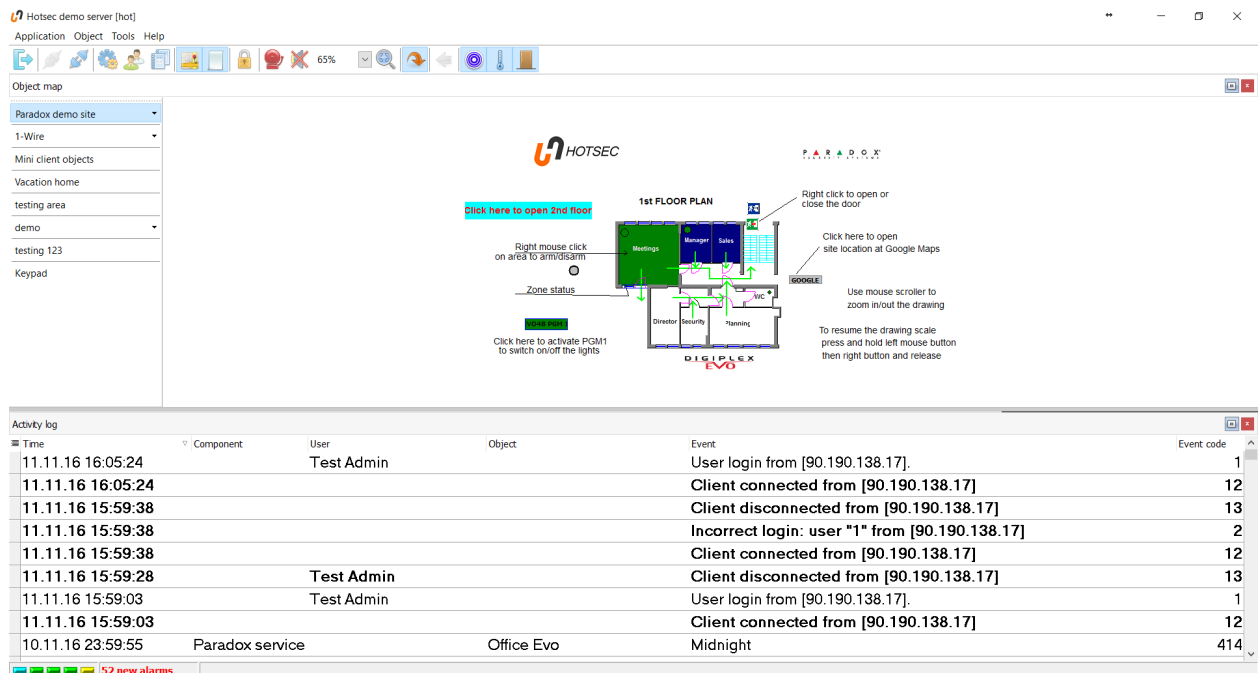 Hotsec demo server [hot]
Application Object Tools Help
65%
Object map
Paradox demo site
1-Wire
Mini client objects
Vacation home
testing area
demo
testing 123
Keypad
HOTSEC
PARADOX
SECURITY SYSTEMS
Click here to open 2nd floor
1st FLOOR PLAN
Right click to open or
close the door
Right mouse click
on area to arm/disarm
Meetings
Manager
Sales
Click here to open
site location at Google Maps
Zone status
GOOGLE
WC
Use mouse scroller to
zoom in/out the drawing
Director
Security
Planning
Click here to activate PGM1
to switch on/off the lights
To resume the drawing scale
press and hold left mouse button
then right button and release
DIGIPLEX
EVO
Activity log
Time Component User Object Event Event code
11.11.16 16:05:24 Test Admin User login from [90.190.138.17]. 1
11.11.16 16:05:24 Client connected from [90.190.138.17] 12
11.11.16 15:59:38 Client disconnected from [90.190.138.17] 13
11.11.16 15:59:38 Incorrect login: user "1" from [90.190.138.17] 2
11.11.16 15:59:38 Client connected from [90.190.138.17] 12
11.11.16 15:59:28 Test Admin Client disconnected from [90.190.138.17] 13
11.11.16 15:59:03 Test Admin User login from [90.190.138.17]. 1
11.11.16 15:59:03 Client connected from [90.190.138.17] 12
10.11.16 23:59:55 Paradox service Office Evo Midnight 414
52 new alarms